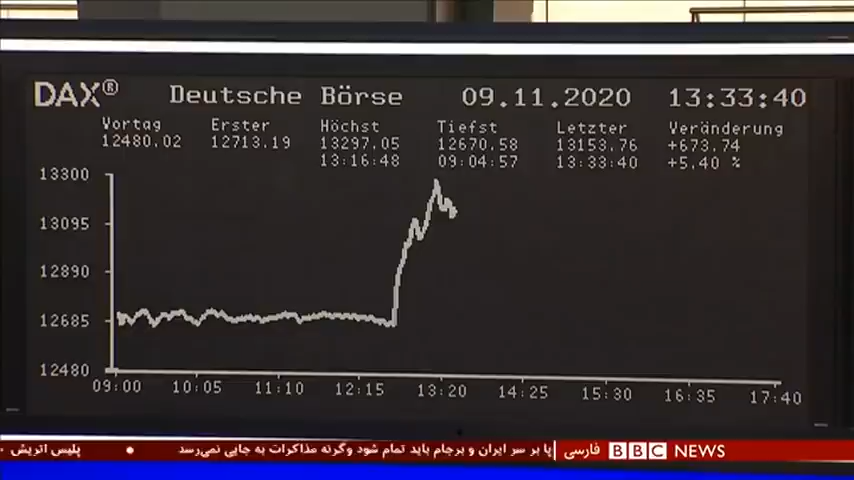 DAX® Deutsche Börse 09.11.2020 13:33:40
Vortag Erster Höchst Tiefst Letzter Veränderung
12480.02 12713.19 13297.05 12670.58 13153.76 +673.74
13:16:48 09:04:57 13:33:40 +5.40 %
13300
13095
12890
12685
12480
09:00 10:05 11:10 12:15 13:20 14:25 15:30 16:35 17:40
BBC NEWS فارسی
پا بر سر ایران و برجام باید تمام شود وگرنه مذاکرات به جایی نمی‌رسد • پلیس اتریش